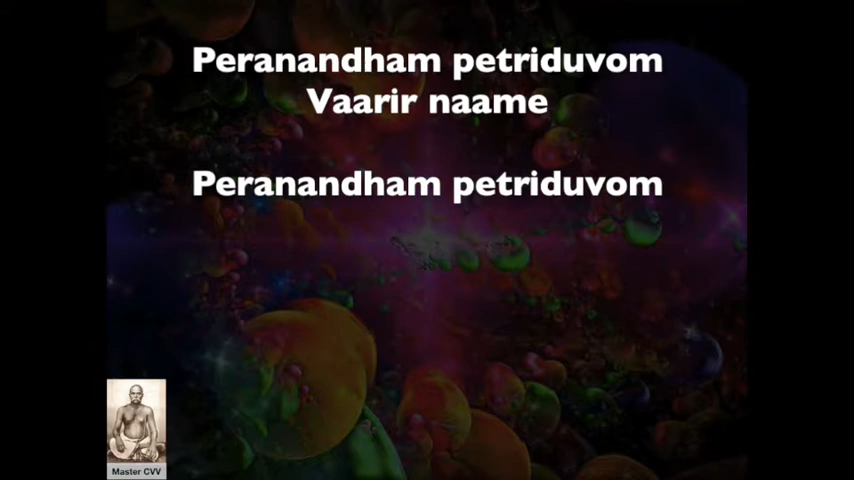 Peranandham petriduvom
Vaarir naame
Peranandham petriduvom
Master CVV